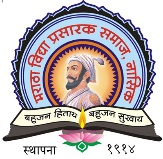 मराठा विद्या प्रसारक समाज, नाशिक
बहुजन हिताय बहुजन सुखाय
स्थापना १९१४